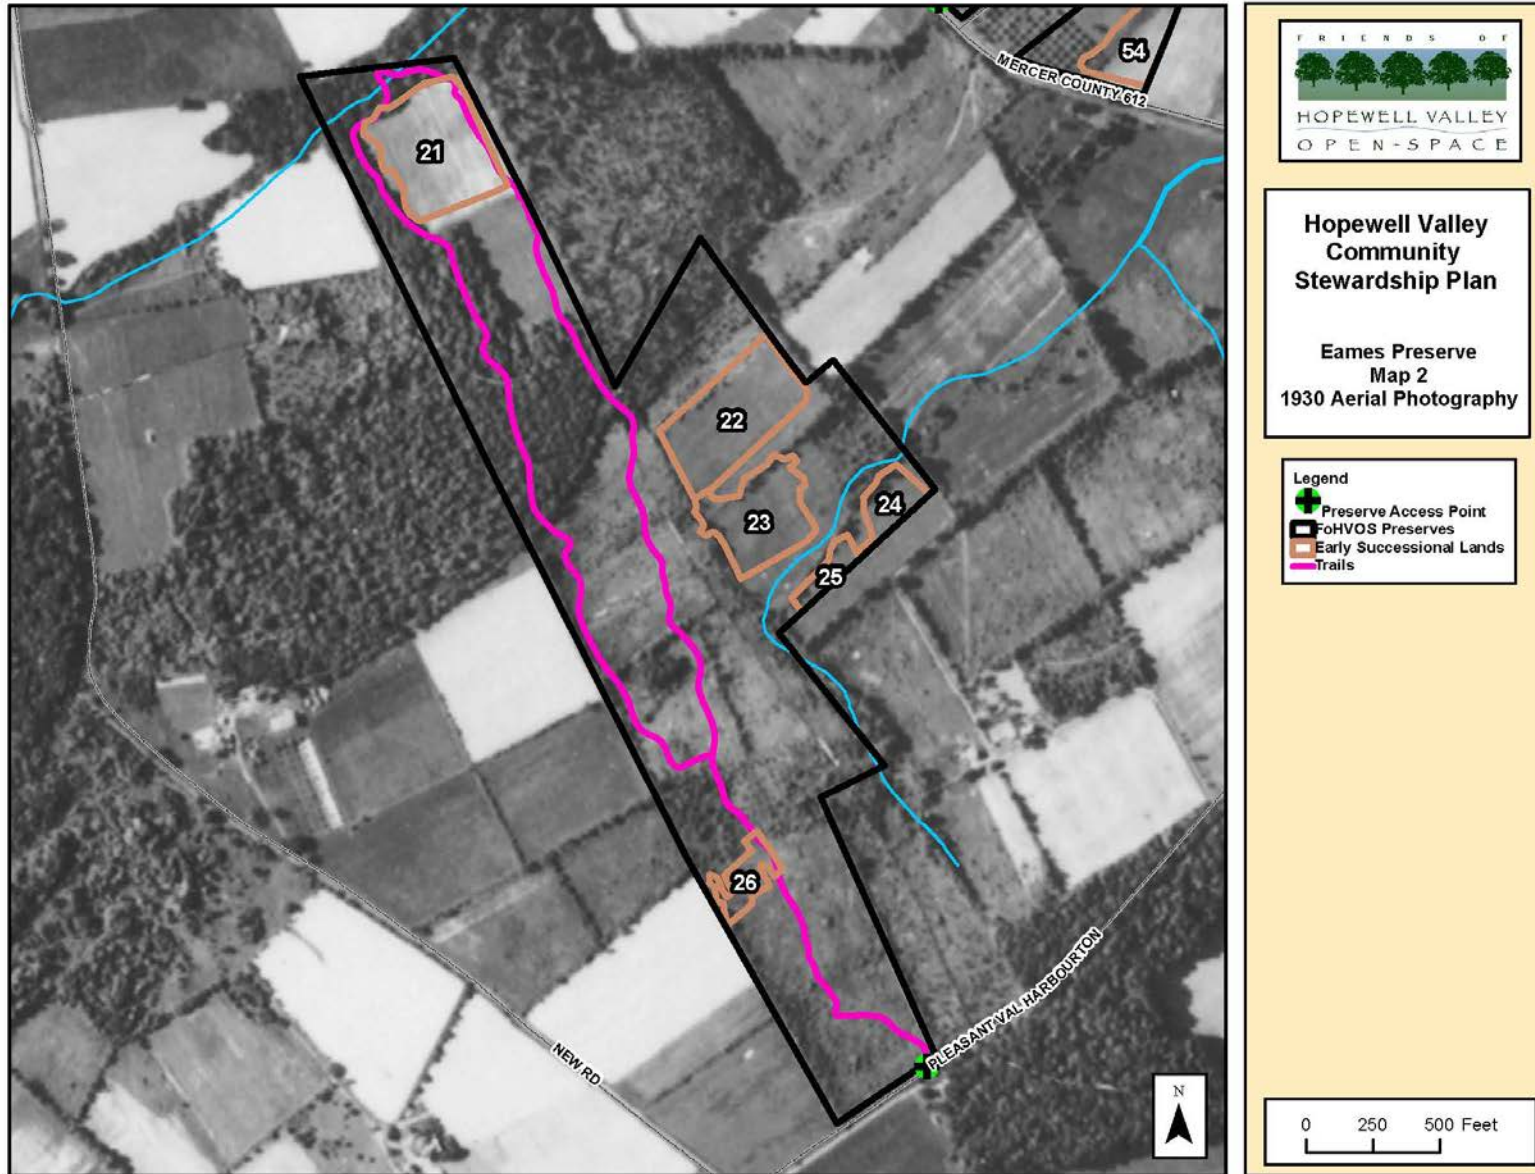 54
MERCER COUNTY 612
21
22
23
24
25
26
PLEASANT VAL HARBOURTON
NEW RD
N
FRIENDS OF
HOPEWELL VALLEY
OPEN-SPACE
Hopewell Valley
Community
Stewardship Plan
Eames Preserve
Map 2
1930 Aerial Photography
Legend
Preserve Access Point
FoHVOS Preserves
Early Successional Lands
Trails
0 250 500 Feet